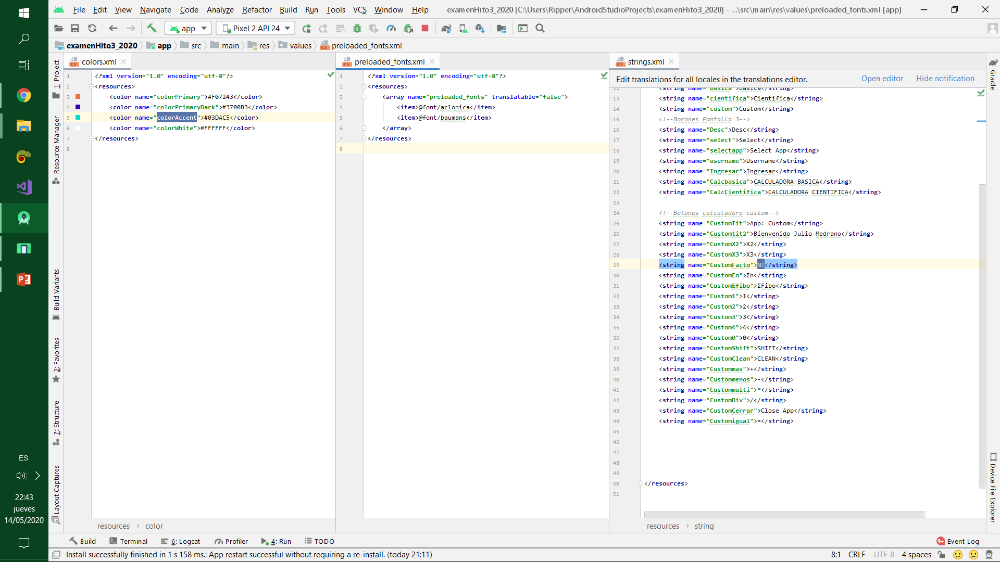 File Edit View Navigate Code Analyze Refactor Build Run Tools VCS Window Help examenHito3_2020 [C:\Users\Ripper\AndroidStudioProjects\examenHito3_2020] - ...\src\main\res\values\preloaded_fonts.xml [app]
app Pixel 2 API 24
examenHito3_2020 app src main res values preloaded_fonts.xml
1: Project
Resource Manager
Build Variants
2: Favorites
7: Structure
Layout Captures
colors.xml
1 <?xml version="1.0" encoding="utf-8"?>
2 <resources>
3 <color name="colorPrimary">#F07243</color>
4 <color name="colorPrimaryDark">#3700B3</color>
5 <color name="colorAccent">#03DAC5</color>
6 <color name="colorWhite">#FFFFFF</color>
7 </resources>
8
resources › color
preloaded_fonts.xml
1 <?xml version="1.0" encoding="utf-8"?>
2 <resources>
3 <array name="preloaded_fonts" translatable="false">
4 <item>@font/aclonica</item>
5 <item>@font/baumans</item>
6 </array>
7 </resources>
8
strings.xml
Edit translations for all locales in the translations editor. Open editor Hide notification
12 <string name="basica">Basica</string>
13 <string name="cientifica">Cientifica</string>
14 <string name="custom">Custom</string>
15 <!--Borones Pantalla 3-->
16 <string name="Desc">Desc</string>
17 <string name="select">Select</string>
18 <string name="selectapp">Select App</string>
19 <string name="username">Username</string>
20 <string name="Ingresar">Ingresar</string>
21 <string name="Calcbasica">CALCULADORA BASICA</string>
22 <string name="CalcCientifica">CALCULADORA CIENTIFICA</string>
23
24 <!--Botones calculadora custom-->
25 <string name="CustomTit">App: Custom</string>
26 <string name="Customtit2">Bienvenido Julio Medrano</string>
27 <string name="CustomX2">X2</string>
28 <string name="CustomX3">X3</string>
29 <string name="CustomFacto">N!</string>
30 <string name="CustomEn">Σn</string>
31 <string name="CustomEfibo">ΣFibo</string>
32 <string name="Custom1">1</string>
33 <string name="Custom2">2</string>
34 <string name="Custom3">3</string>
35 <string name="Custom4">4</string>
36 <string name="Custom0">0</string>
37 <string name="CustomShift">SHIFT</string>
38 <string name="CustomClean">CLEAN</string>
39 <string name="Custommas">+</string>
40 <string name="Custommenos">-</string>
41 <string name="Custommulti">*</string>
42 <string name="CustomDiv">/</string>
43 <string name="CustomCerrar">Close App</string>
44 <string name="Customigual">=</string>
45
46
47
48
49
50 </resources>
51
resources › string
Gradle
Device File Explorer
Build Terminal 6: Logcat Profiler 4: Run TODO 9+ Event Log
Install successfully finished in 1 s 158 ms.: App restart successful without requiring a re-install. (today 21:11) 8:1 CRLF UTF-8 4 spaces
ES
22:43
jueves
14/05/2020